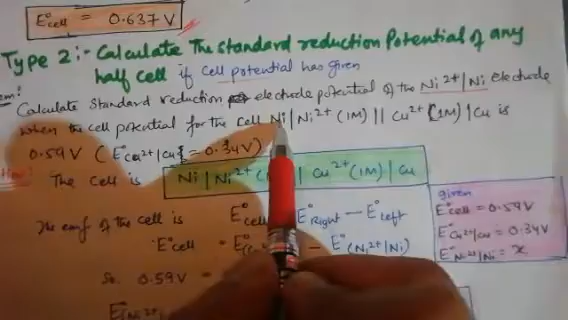 E°cell = 0.637 V
Type 2:- Calculate The standard reduction Potential of any
half cell if cell potential has given
Calculate Standard reduction electrode potential of the Ni2+|Ni electrode
when the cell potential for the cell Ni|Ni2+ (1M) || Cu2+ (1M) | Cu is
0.59V (E°Cu2+|Cu = 0.34V)
The cell is Ni | Ni2+ | Cu2+ (1M) | Cu
The emf of the cell is E°cell E°Right – E°left
E°cell = – E°(Ni2+|Ni)
So. 0.59V =
given
E°cell = 0.59V
E°Cu2+/Cu = 0.34V
E°Ni2+/Ni = x